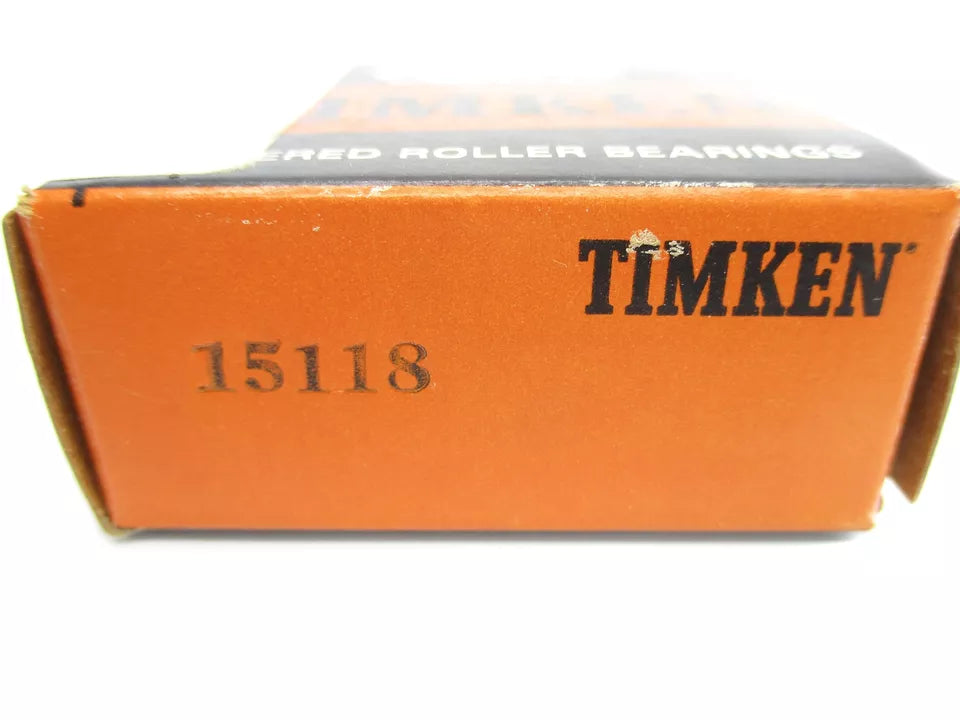 ERED ROLLER BEARINGS
TIMKEN
15118